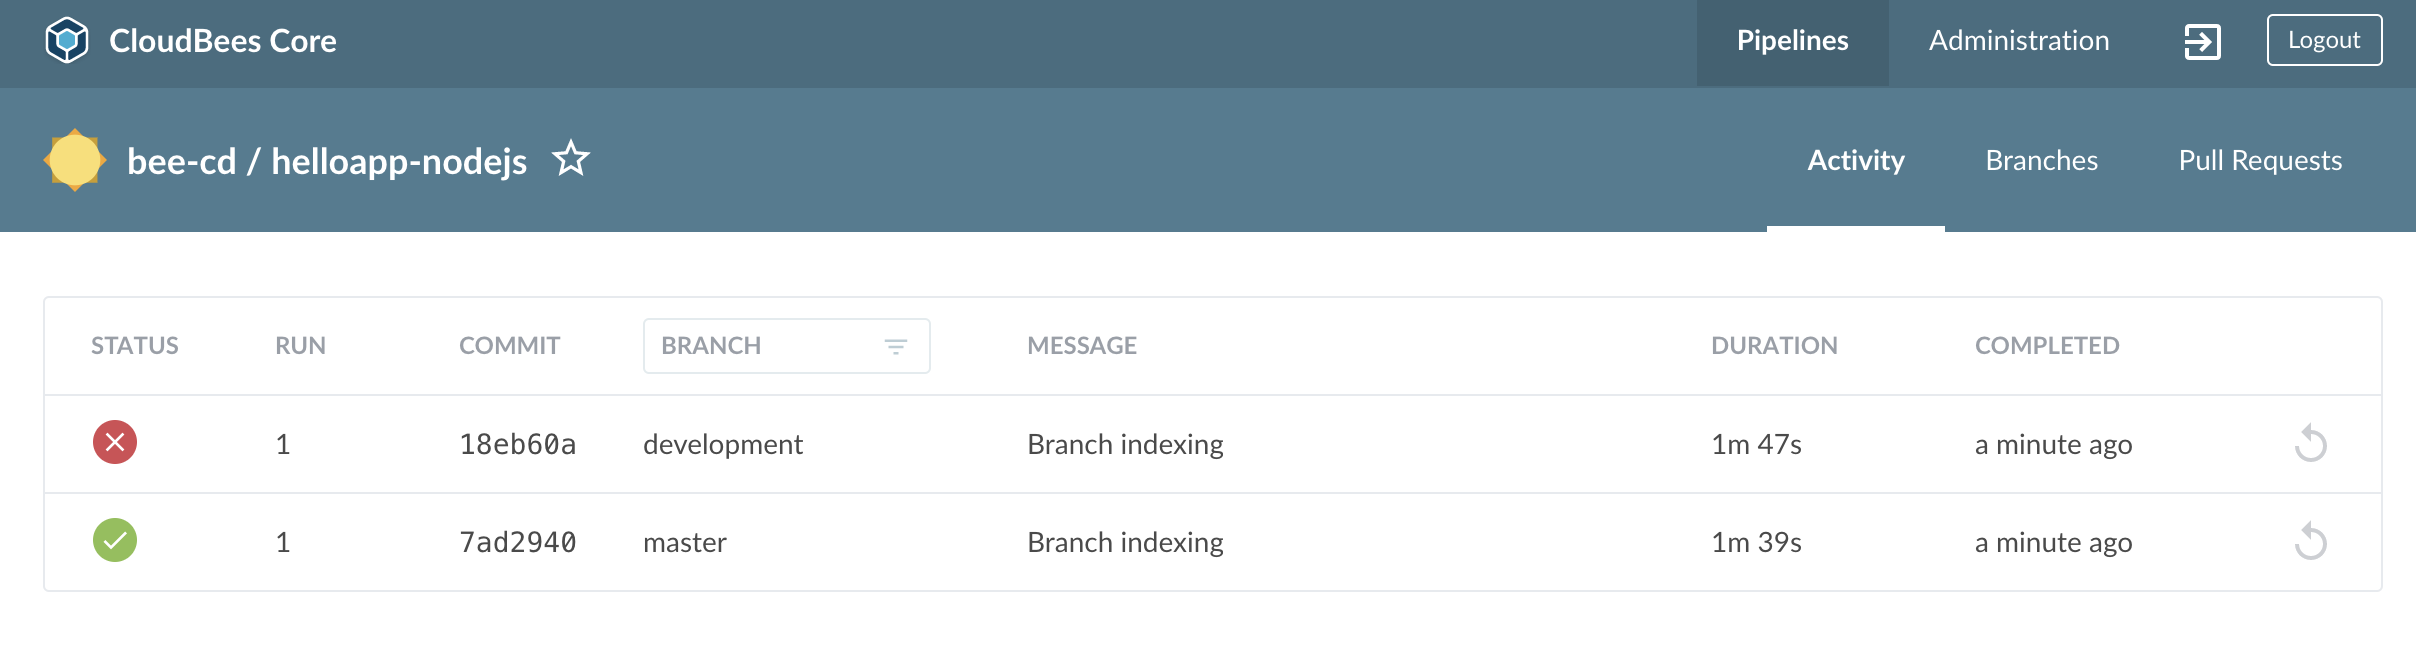 CloudBees Core Pipelines Administration Logout
bee-cd / helloapp-nodejs Activity Branches Pull Requests
STATUS RUN COMMIT BRANCH MESSAGE DURATION COMPLETED
1 18eb60a development Branch indexing 1m 47s a minute ago
1 7ad2940 master Branch indexing 1m 39s a minute ago